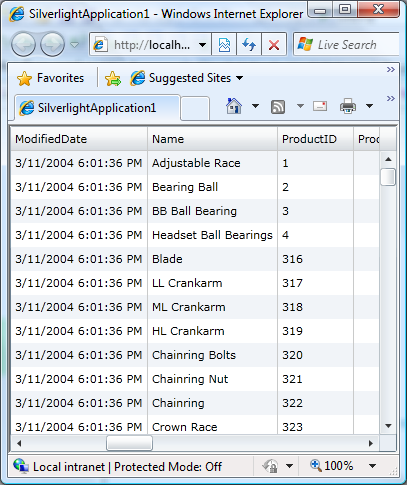 SilverlightApplication1 - Windows Internet Explorer
http://localh...
Live Search
Favorites
Suggested Sites
SilverlightApplication1
ModifiedDate Name ProductID Proc
3/11/2004 6:01:36 PM Adjustable Race 1
3/11/2004 6:01:36 PM Bearing Ball 2
3/11/2004 6:01:36 PM BB Ball Bearing 3
3/11/2004 6:01:36 PM Headset Ball Bearings 4
3/11/2004 6:01:36 PM Blade 316
3/11/2004 6:01:36 PM LL Crankarm 317
3/11/2004 6:01:36 PM ML Crankarm 318
3/11/2004 6:01:36 PM HL Crankarm 319
3/11/2004 6:01:36 PM Chainring Bolts 320
3/11/2004 6:01:36 PM Chainring Nut 321
3/11/2004 6:01:36 PM Chainring 322
3/11/2004 6:01:36 PM Crown Race 323
Local intranet | Protected Mode: Off
100%